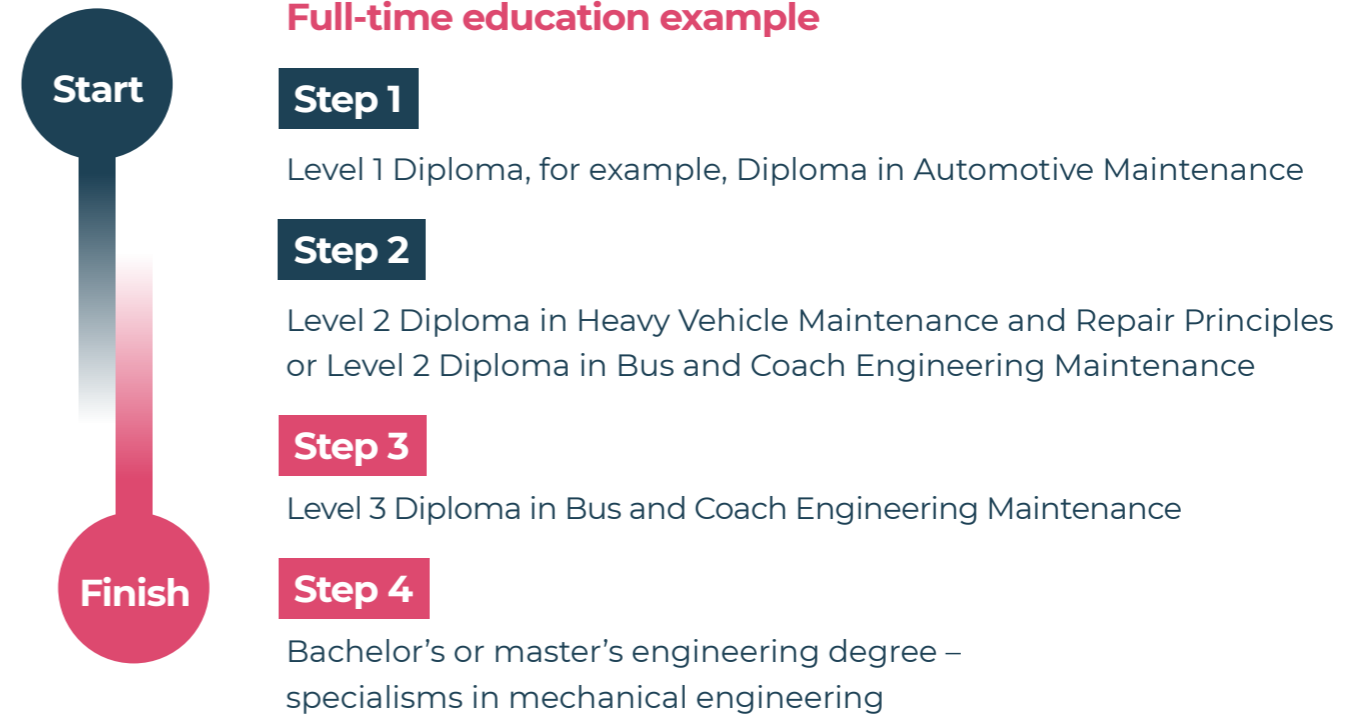 Full-time education example
Start
Step 1
Level 1 Diploma, for example, Diploma in Automotive Maintenance
Step 2
Level 2 Diploma in Heavy Vehicle Maintenance and Repair Principles
or Level 2 Diploma in Bus and Coach Engineering Maintenance
Step 3
Level 3 Diploma in Bus and Coach Engineering Maintenance
Step 4
Finish
Bachelor’s or master’s engineering degree –
specialisms in mechanical engineering